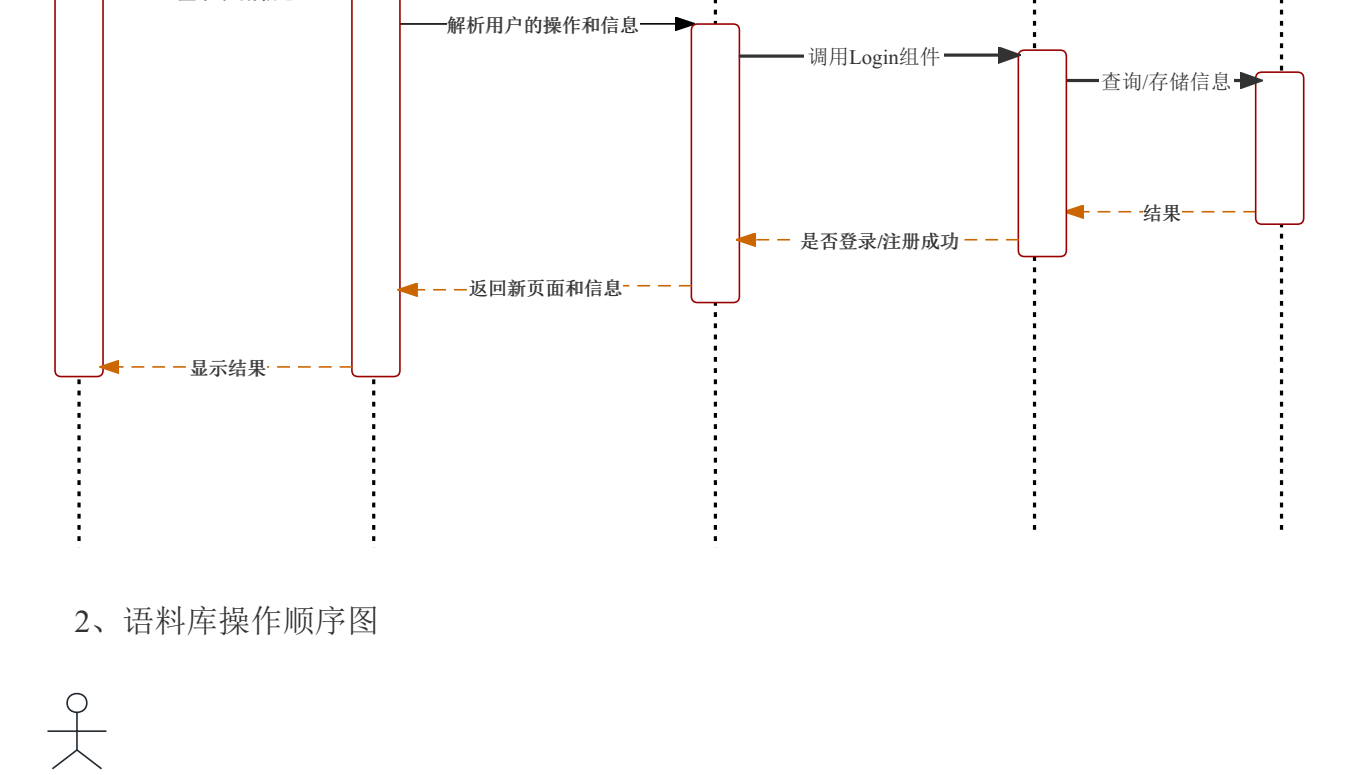 解析用户的操作和信息
调用Login组件
查询/存储信息
结果
是否登录/注册成功
返回新页面和信息
显示结果
2、语料库操作顺序图